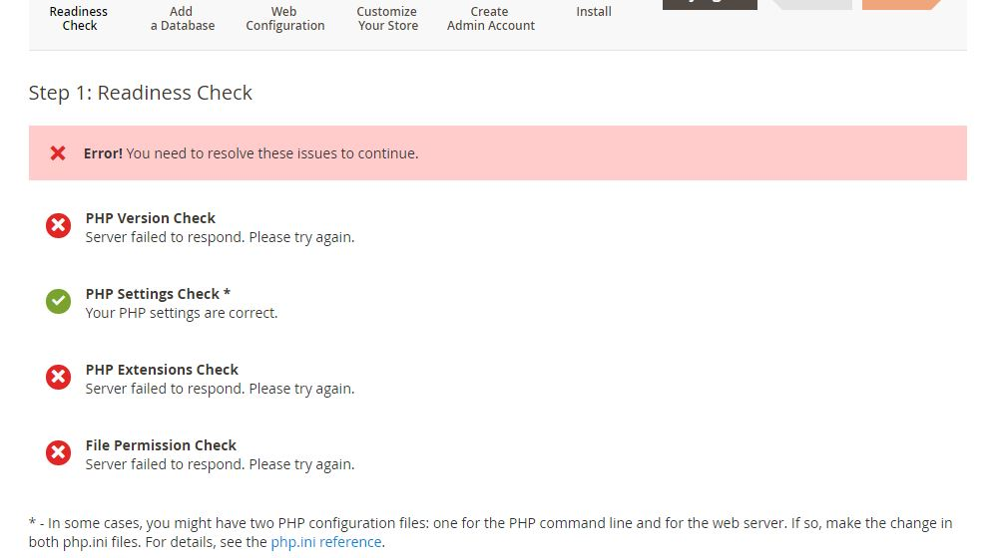 Readiness
Check
Add
a Database
Web
Configuration
Customize
Your Store
Create
Admin Account
Install
Step 1: Readiness Check
Error! You need to resolve these issues to continue.
PHP Version Check
Server failed to respond. Please try again.
PHP Settings Check *
Your PHP settings are correct.
PHP Extensions Check
Server failed to respond. Please try again.
File Permission Check
Server failed to respond. Please try again.
* - In some cases, you might have two PHP configuration files: one for the PHP command line and for the web server. If so, make the change in
both php.ini files. For details, see the php.ini reference.